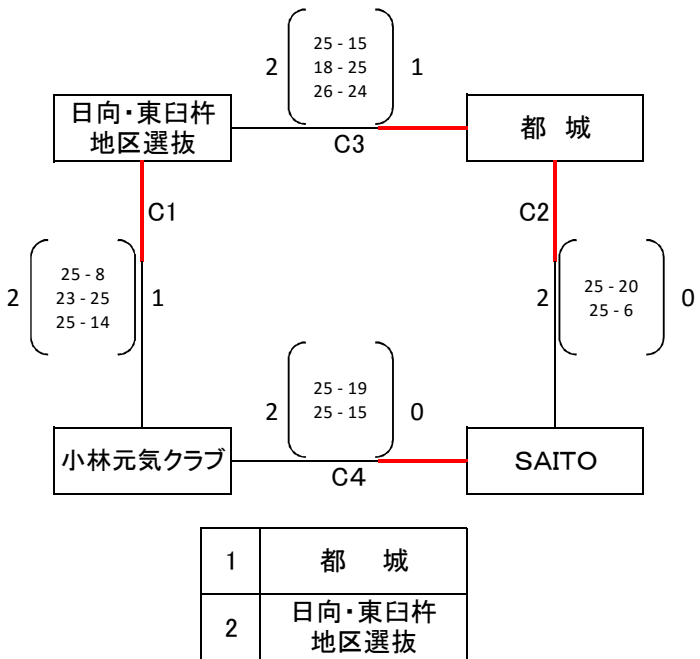 25 - 15
2 18 - 25 1
26 - 24
日向・東臼杵
地区選抜
都 城
C3
C1
C2
25 - 8
2 23 - 25 1
25 - 14
2 25 - 20 0
25 - 6
25 - 19
2 25 - 15 0
小林元気クラブ
SAITO
C4
1 都 城
2 日向・東臼杵
地区選抜